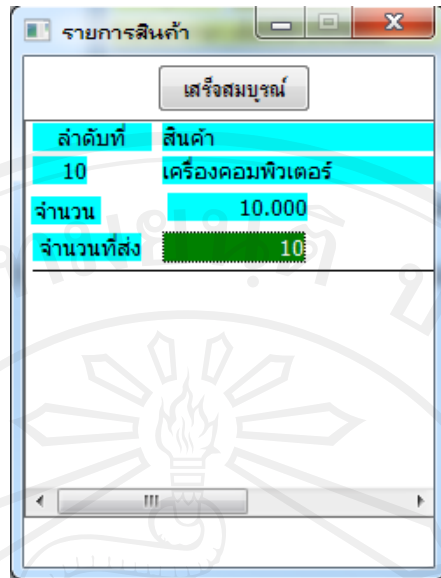 รายการสินค้า
เสร็จสมบูรณ์
ลำดับที่ สินค้า
10 เครื่องคอมพิวเตอร์
จำนวน 10.000
จำนวนที่ส่ง 10